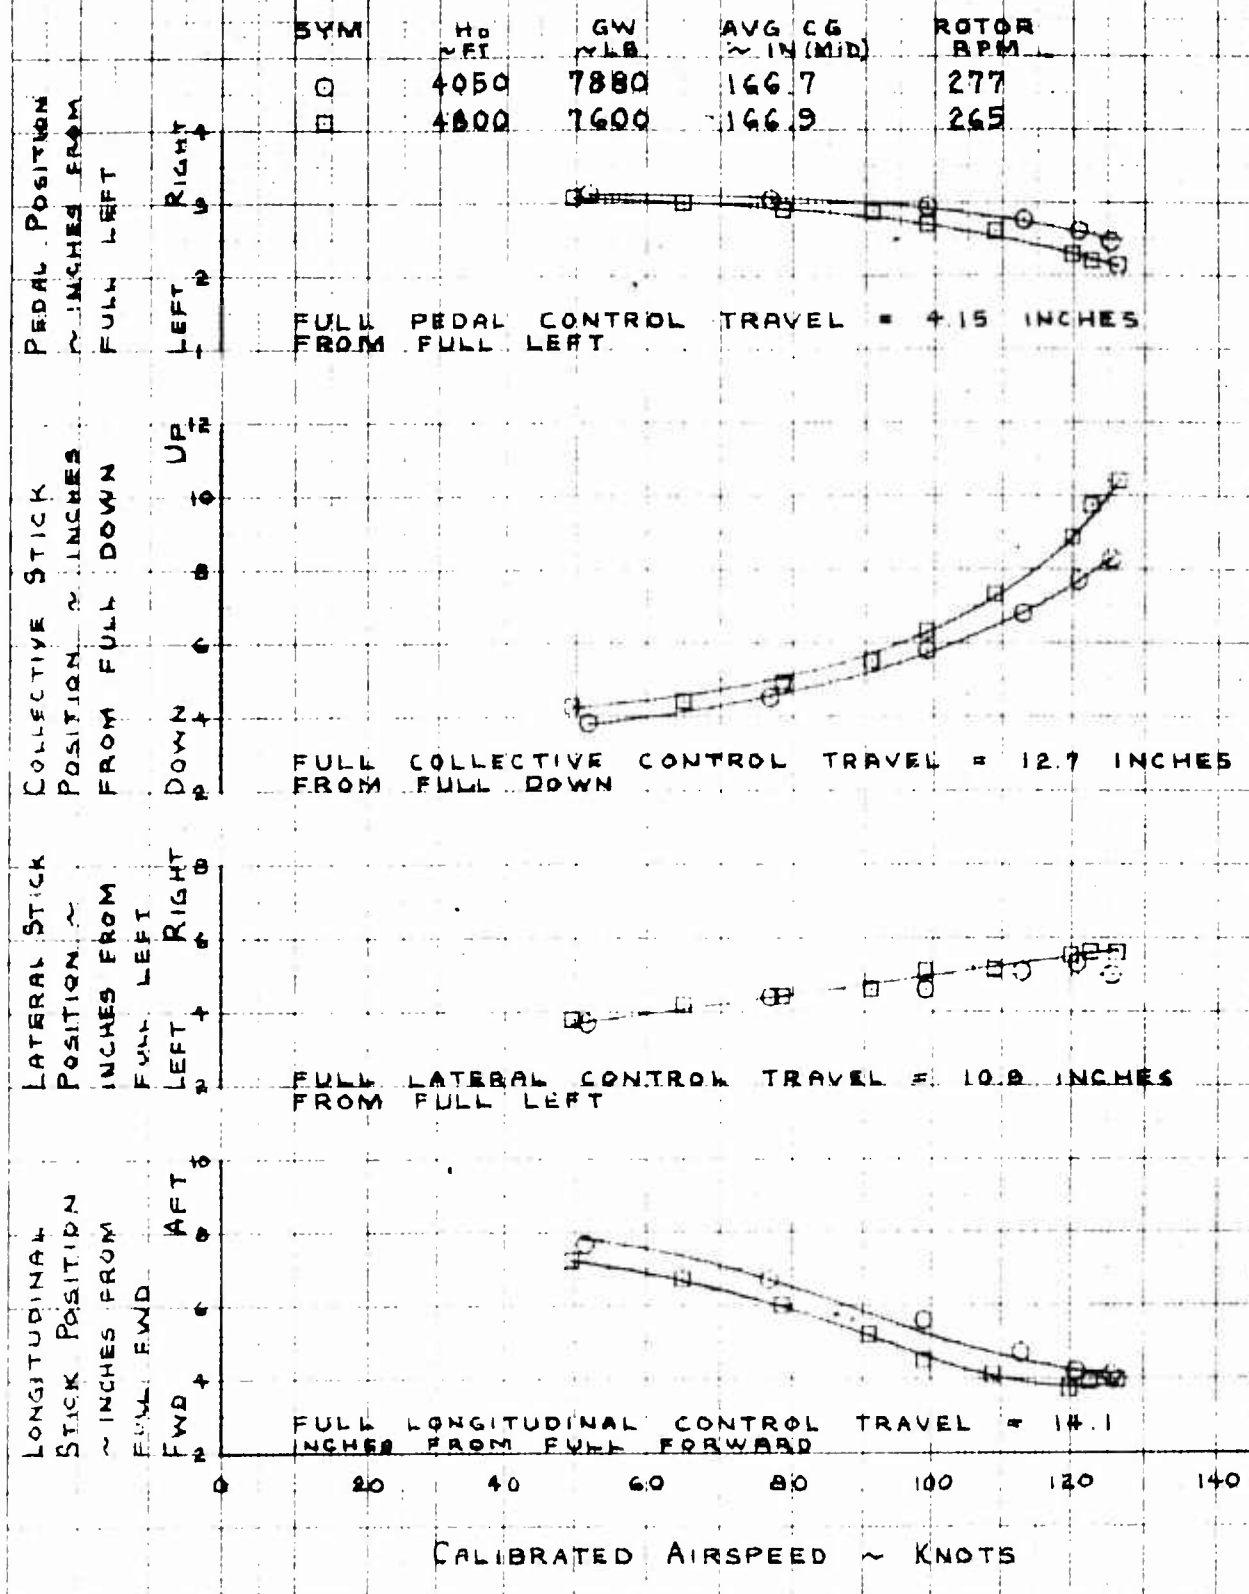 SYM HD GW AVG CG ROTOR
~FT ~LB ~ IN (MID) RPM
4050 7880 166.7 277
4800 7600 166.9 265
PEDAL POSITION
~ INCHES FROM
FULL LEFT
LEFT RIGHT
4
3
2
1
FULL PEDAL CONTROL TRAVEL = 4.15 INCHES
FROM FULL LEFT
COLLECTIVE STICK
POSITION ~ INCHES
FROM FULL DOWN
DOWN UP
12
10
8
6
4
2
FULL COLLECTIVE CONTROL TRAVEL = 12.7 INCHES
FROM FULL DOWN
LATERAL STICK
POSITION ~
INCHES FROM
FULL LEFT
LEFT RIGHT
8
6
4
2
FULL LATERAL CONTROL TRAVEL = 10.8 INCHES
FROM FULL LEFT
LONGITUDINAL
STICK POSITION
~ INCHES FROM
FULL FWD
FWD AFT
10
8
6
4
2
FULL LONGITUDINAL CONTROL TRAVEL = 14.1
INCHES FROM FULL FORWARD
0 20 40 60 80 100 120 140
CALIBRATED AIRSPEED ~ KNOTS